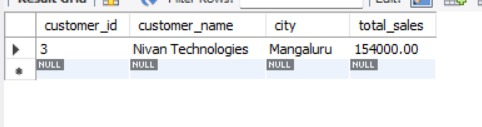 Result Grid Filter Rows: Edit:
customer_id customer_name city total_sales
3 Nivan Technologies Mangaluru 154000.00
NULL NULL NULL NULL